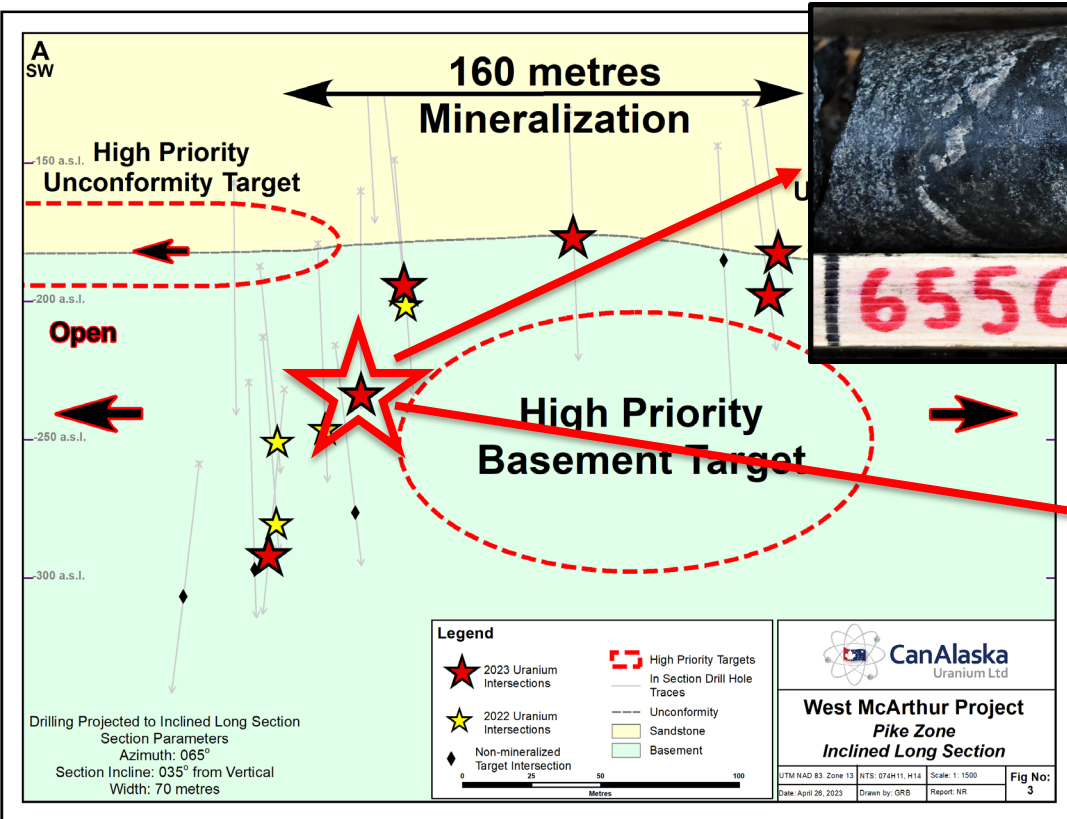 A
SW
160 metres
Mineralization
-150 a.s.l.
High Priority
Unconformity Target
U
-200 a.s.l.
Open
655
High Priority
Basement Target
-250 a.s.l.
-300 a.s.l.
Drilling Projected to Inclined Long Section
Section Parameters
Azimuth: 065°
Section Incline: 035° from Vertical
Width: 70 metres
Legend
2023 Uranium
Intersections
2022 Uranium
Intersections
Non-mineralized
Target Intersection
High Priority Targets
In Section Drill Hole
Traces
Unconformity
Sandstone
Basement
0 25 50 100
Metres
CanAlaska
Uranium Ltd
West McArthur Project
Pike Zone
Inclined Long Section
UTM NAD 83. Zone 13 NTS: 074H11, H14 Scale: 1: 1500 Fig No:
Date: April 26, 2023 Drawn by: GRB Report: NR 3